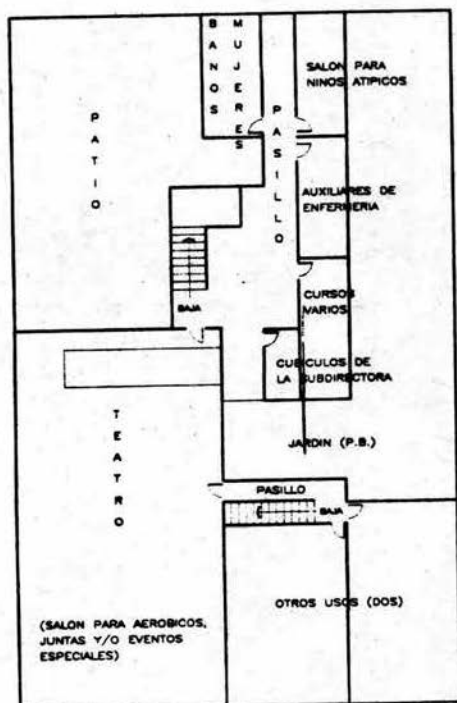 BANOS
MUJERES
SALON PARA
NINOS ATIPICOS
PATIO
PASILLO
AUXILIARES DE
ENFERMERIA
BAJA
CURSOS
VARIOS
CUBICULOS DE
LA SUBDIRECTORA
TEATRO
JARDIN (P.B.)
PASILLO
BAJA
OTROS USOS (DOS)
(SALON PARA AEROBICOS,
JUNTAS Y/O EVENTOS
ESPECIALES)